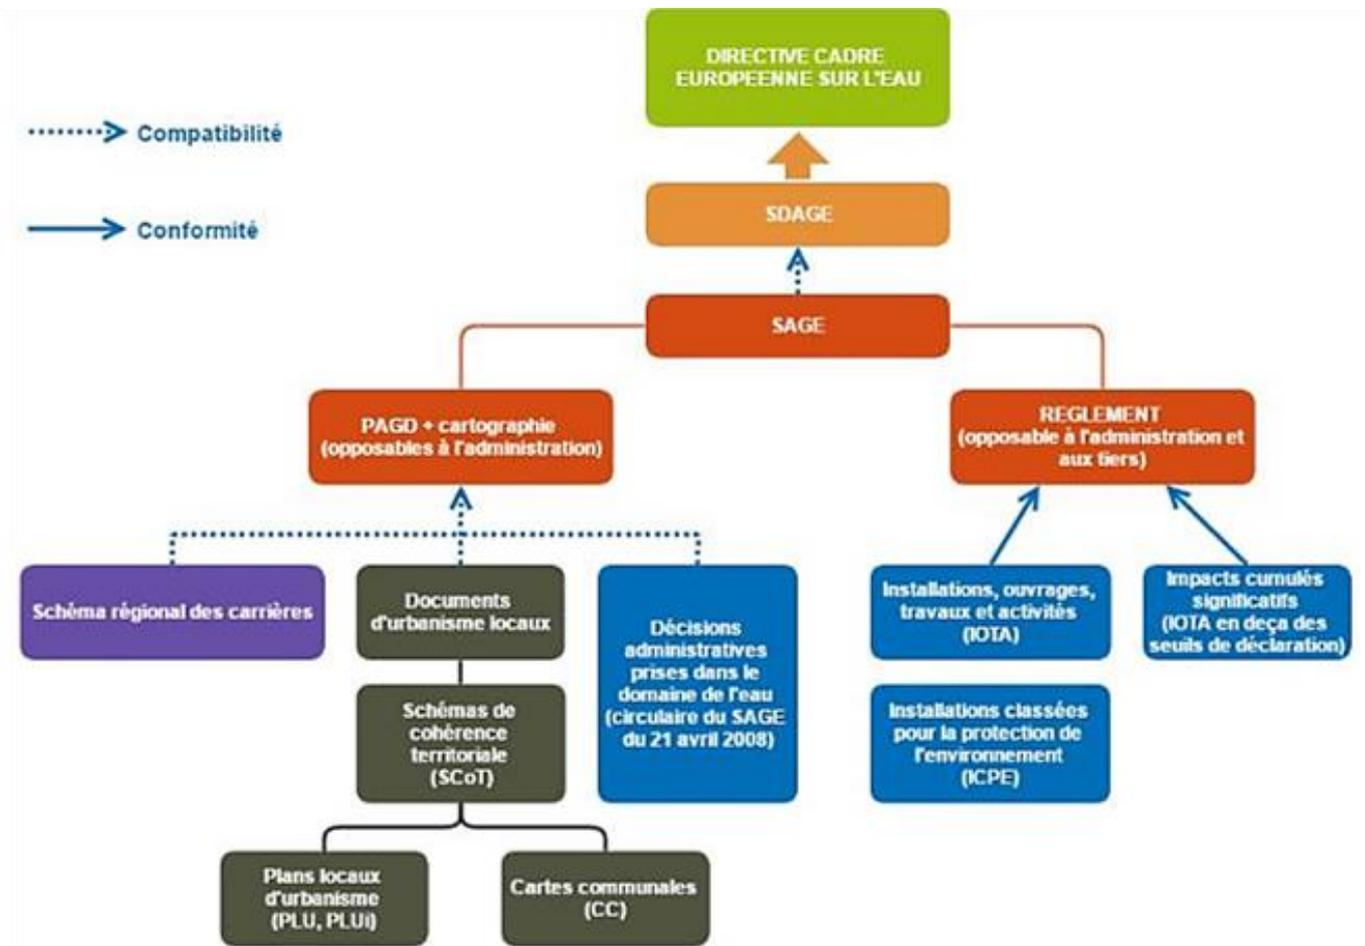 DIRECTIVE CADRE
EUROPEENNE SUR L'EAU
Compatibilité
SDAGE
Conformité
SAGE
PAGD + cartographie
(opposables à l'administration)
REGLEMENT
(opposable à l'administration et
aux tiers)
Schéma régional des carrières
Documents
d'urbanisme locaux
Décisions
administratives
prises dans le
domaine de l'eau
(circulaire du SAGE
du 21 avril 2008)
Installations, ouvrages,
travaux et activités
(IOTA)
Impacts cumulés
significatifs
(IOTA en deça des
seuils de déclaration)
Schémas de
cohérence
territoriale
(SCoT)
Installations classées
pour la protection de
l'environnement
(ICPE)
Plans locaux
d'urbanisme
(PLU, PLUi)
Cartes communales
(CC)